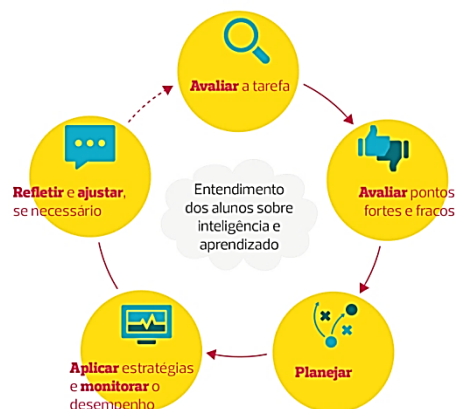 Avaliar a tarefa
Avaliar pontos
fortes e fracos
Planejar
Aplicar estratégias
e monitorar o
desempenho
Refletir e ajustar,
se necessário
Entendimento
dos alunos sobre
inteligência e
aprendizado